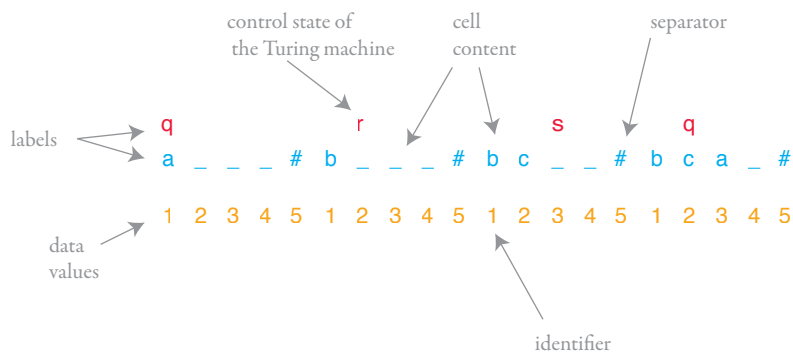 control state of
the Turing machine
cell
content
separator
q r s q
labels
a _ _ _ # b _ _ _ # b c _ _ # b c a _ #
1 2 3 4 5 1 2 3 4 5 1 2 3 4 5 1 2 3 4 5
data
values
identifier